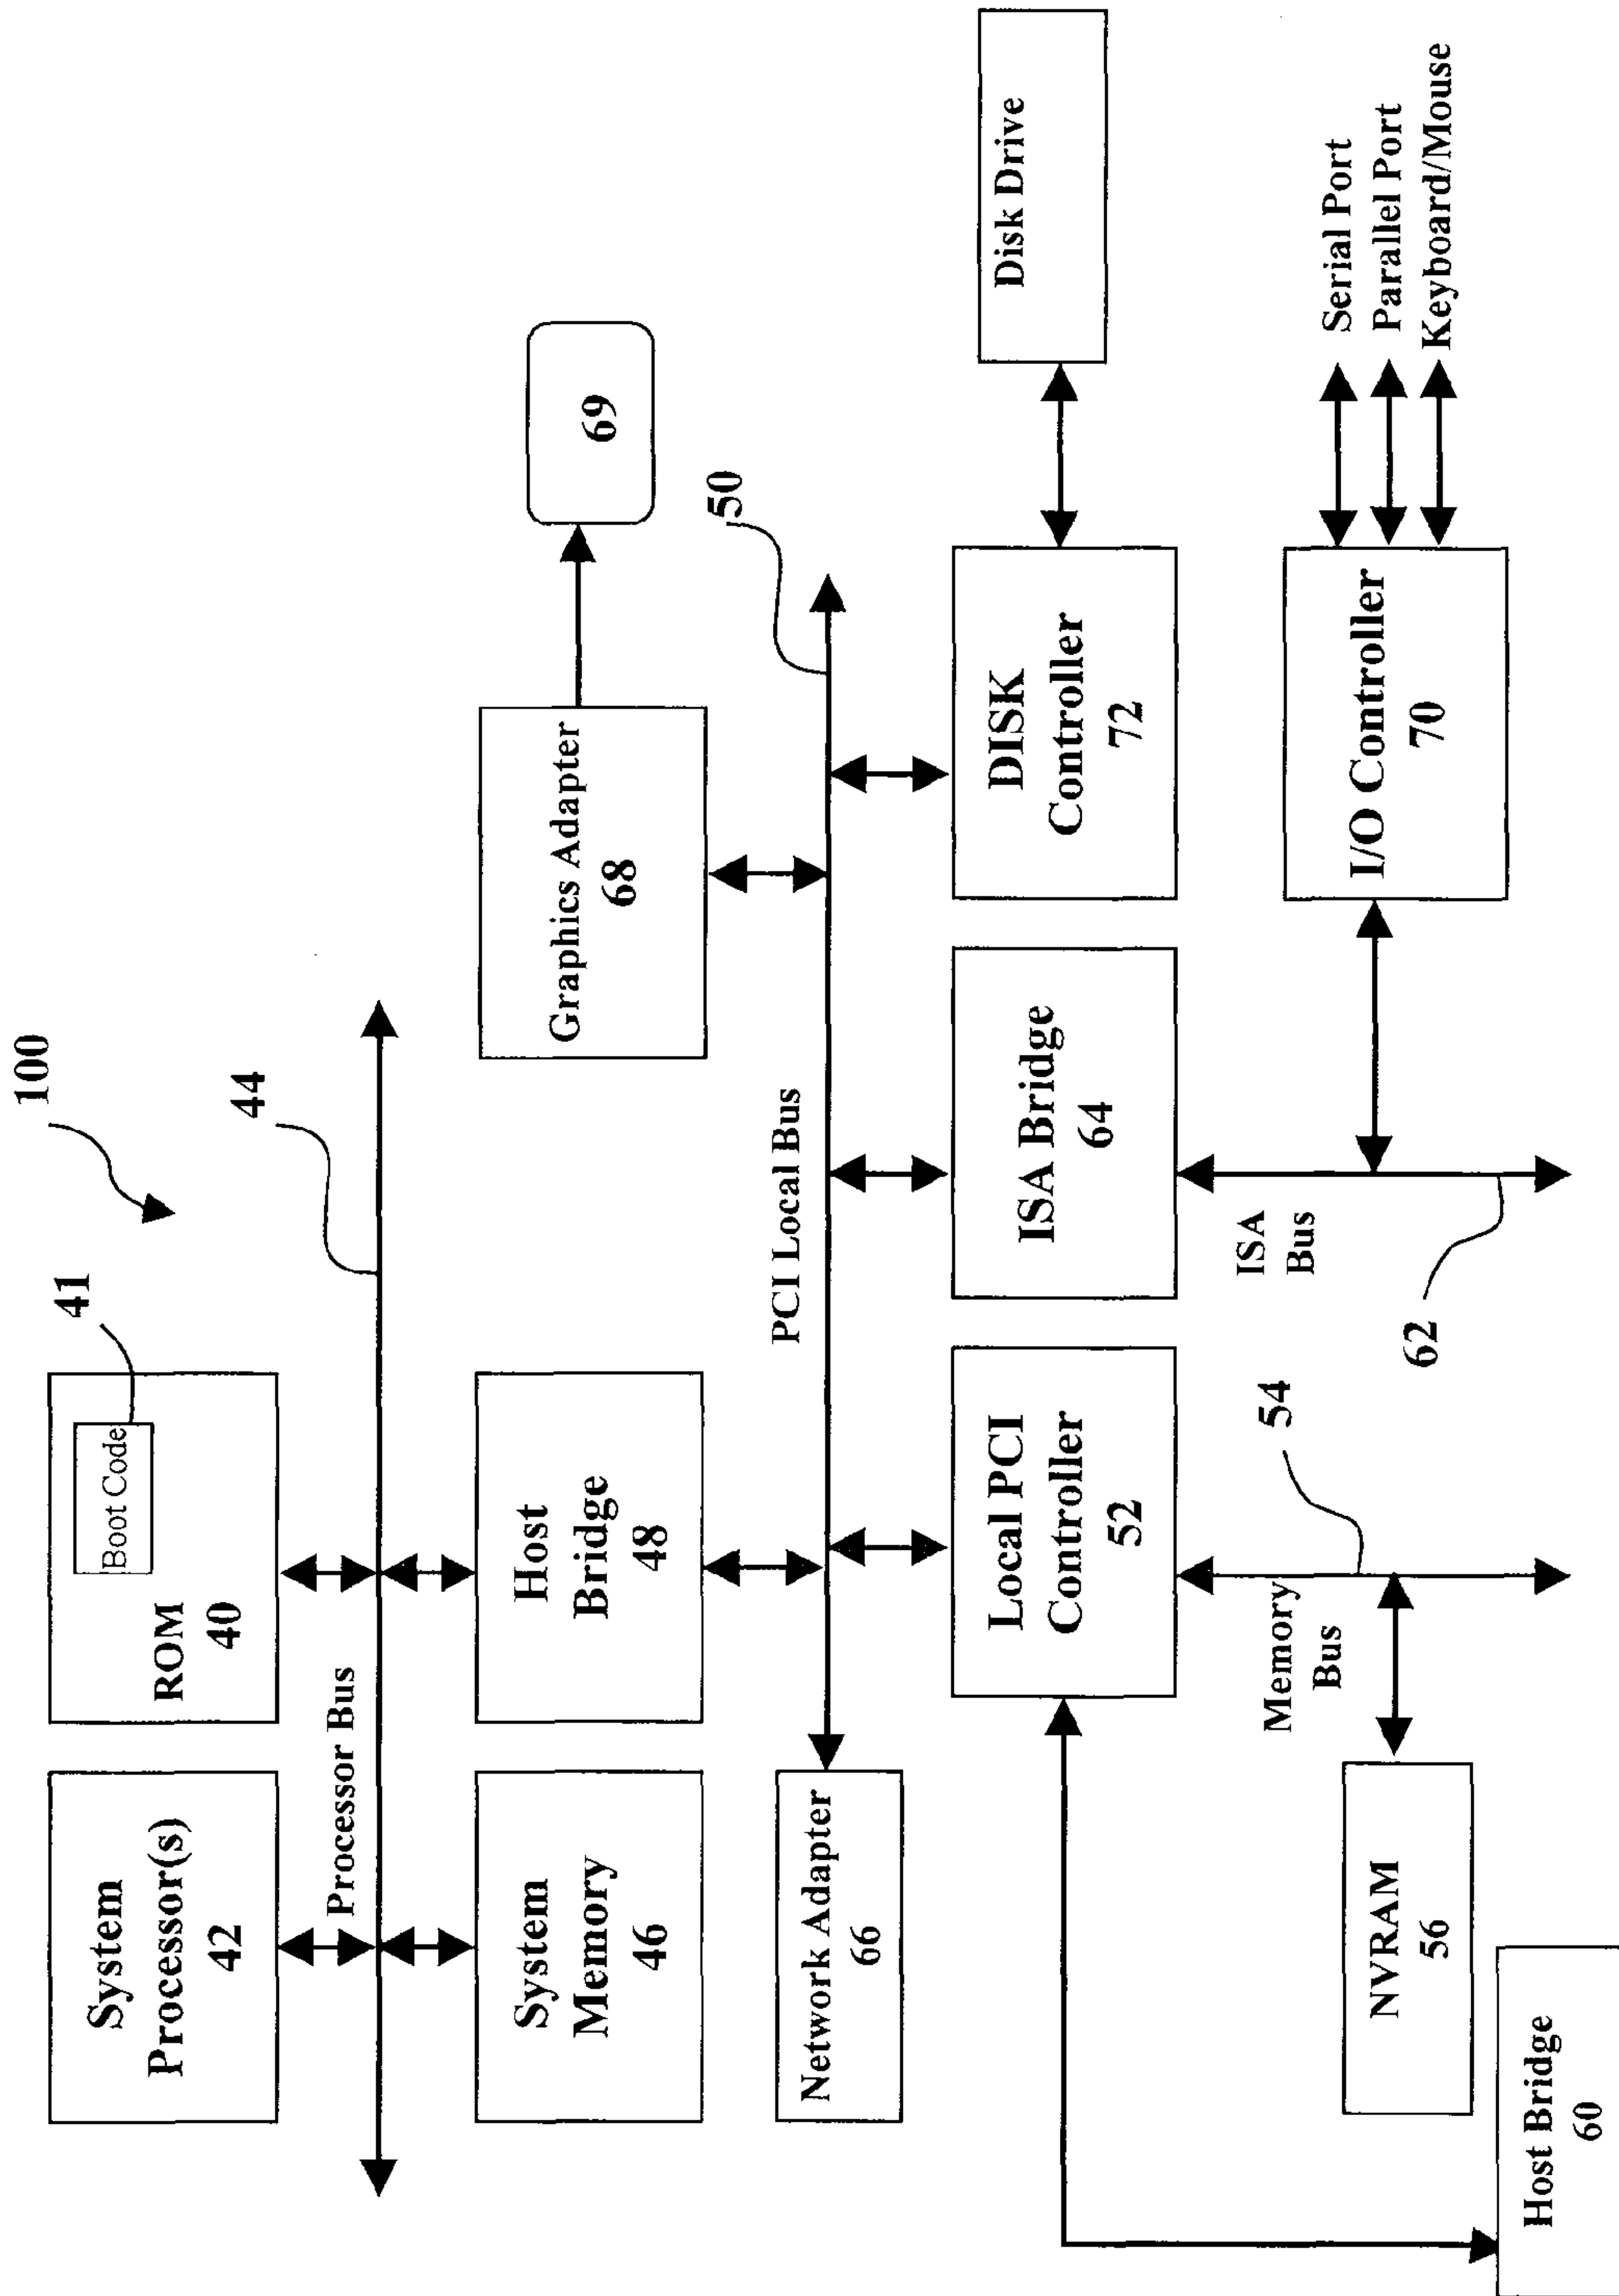 100
System
Processor(s)
42
ROM
40
Boot Code
41
Processor Bus
44
System
Memory
46
Host
Bridge
48
Graphics Adapter
68
69
Network Adapter
66
PCI Local Bus
50
Local PCI
Controller
52
ISA Bridge
64
DISK
Controller
72
Disk Drive
Memory
Bus
54
ISA
Bus
62
I/O Controller
70
Serial Port
Parallel Port
Keyboard/Mouse
NVRAM
56
Host Bridge
60